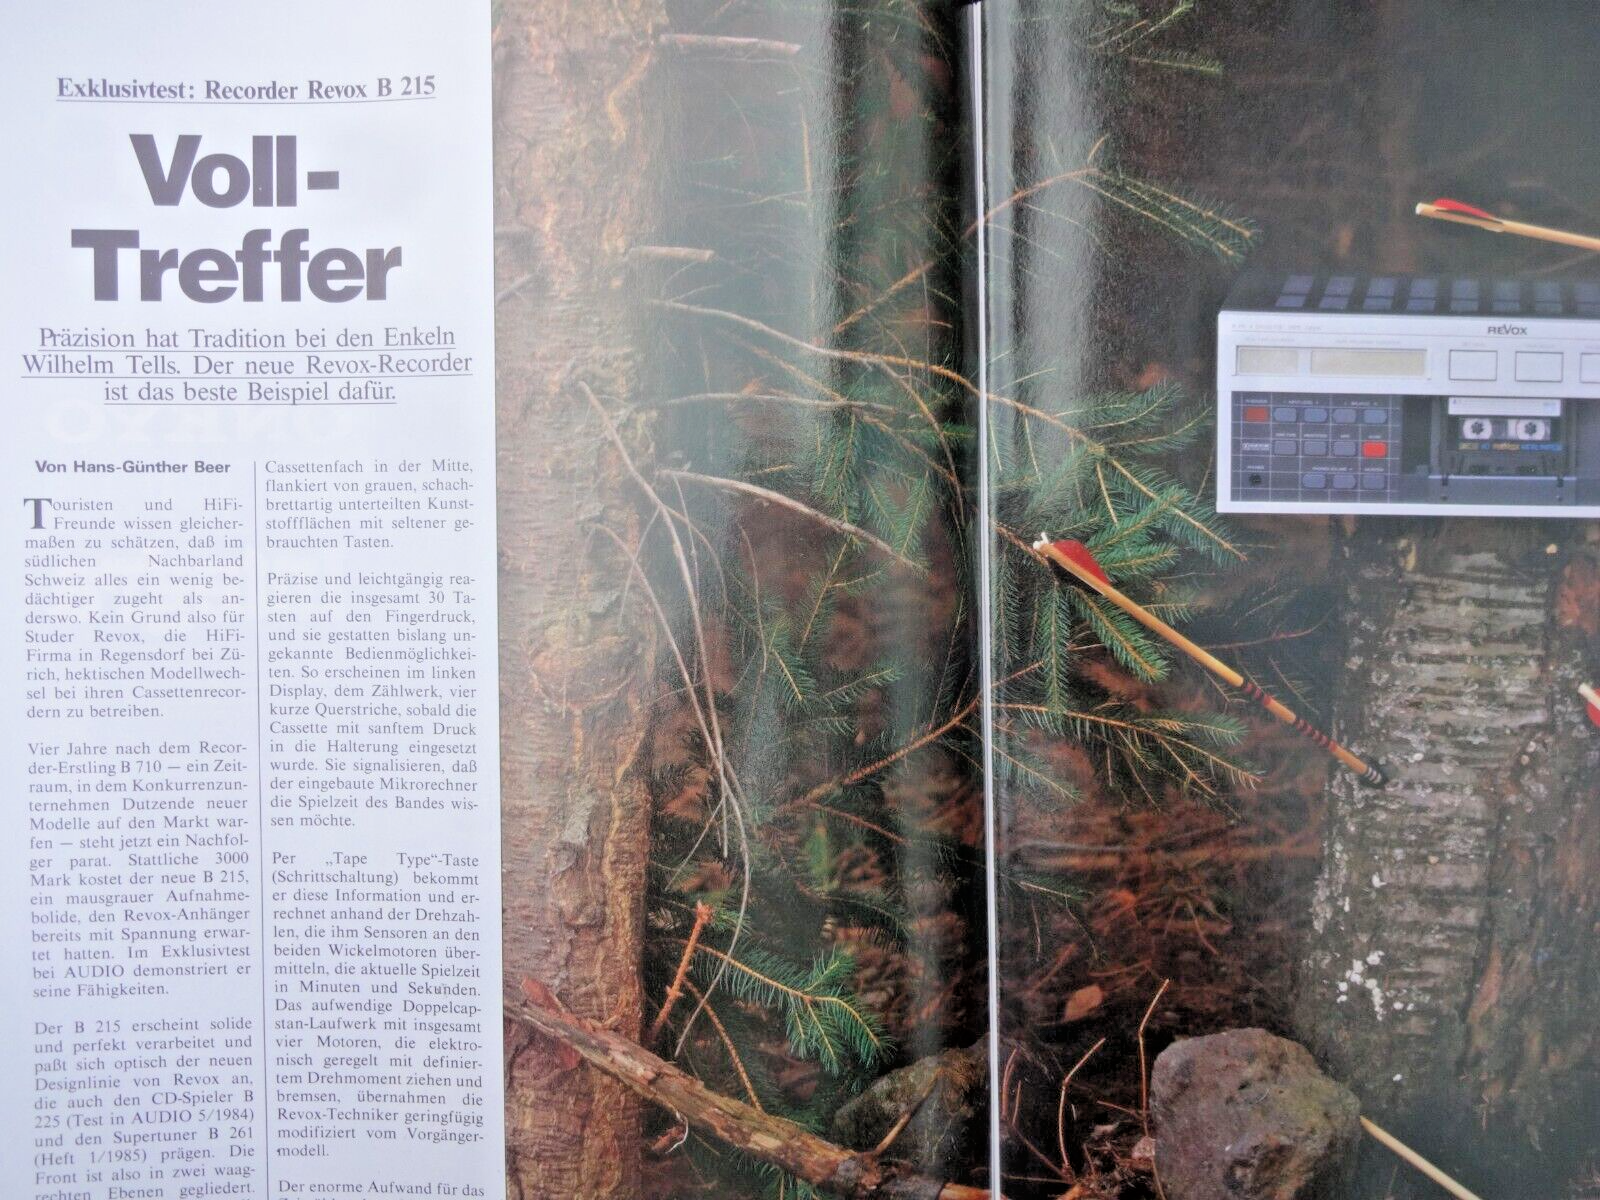 Exklusivtest: Recorder Revox B 215
Voll-
Treffer
Präzision hat Tradition bei den Enkeln
Wilhelm Tells. Der neue Revox-Recorder
ist das beste Beispiel dafür.
Von Hans-Günther Beer
Touristen und HiFi-
Freunde wissen gleicher-
maßen zu schätzen, daß im
südlichen Nachbarland
Schweiz alles ein wenig be-
dächtiger zugeht als an-
derswo. Kein Grund also für
Studer Revox, die HiFi-
Firma in Regensdorf bei Zü-
rich, hektischen Modellwech-
sel bei ihren Cassettenrecor-
dern zu betreiben.
Vier Jahre nach dem Recor-
der-Erstling B 710 — ein Zeit-
raum, in dem Konkurrenzun-
ternehmen Dutzende neuer
Modelle auf den Markt war-
fen — steht jetzt ein Nachfol-
ger parat. Stattliche 3000
Mark kostet der neue B 215,
ein mausgrauer Aufnahme-
bolide, den Revox-Anhänger
bereits mit Spannung erwar-
tet hatten. Im Exklusivtest
bei AUDIO demonstriert er
seine Fähigkeiten.
Der B 215 erscheint solide
und perfekt verarbeitet und
paßt sich optisch der neuen
Designlinie von Revox an,
die auch den CD-Spieler B
225 (Test in AUDIO 5/1984)
und den Supertuner B 261
(Heft 1/1985) prägen. Die
Front ist also in zwei waag-
rechten Ebenen gegliedert.
Cassettenfach in der Mitte,
flankiert von grauen, schach-
brettartig unterteilten Kunst-
stoffflächen mit seltener ge-
brauchten Tasten.
Präzise und leichtgängig rea-
gieren die insgesamt 30 Ta-
sten auf den Fingerdruck,
und sie gestatten bislang un-
gekannte Bedienmöglichkei-
ten. So erscheinen im linken
Display, dem Zählwerk, vier
kurze Querstriche, sobald die
Cassette mit sanftem Druck
in die Halterung eingesetzt
wurde. Sie signalisieren, daß
der eingebaute Mikrorechner
die Spielzeit des Bandes wis-
sen möchte.
Per „Tape Type“-Taste
(Schrittschaltung) bekommt
er diese Information und er-
rechnet anhand der Drehzah-
len, die ihm Sensoren an den
beiden Wickelmotoren über-
mitteln, die aktuelle Spielzeit
in Minuten und Sekunden.
Das aufwendige Doppelcap-
stan-Laufwerk mit insgesamt
vier Motoren, die elektro-
nisch geregelt mit definier-
tem Drehmoment ziehen und
bremsen, übernahmen die
Revox-Techniker geringfügig
modifiziert vom Vorgänger-
modell.
Der enorme Aufwand für das
REVOX